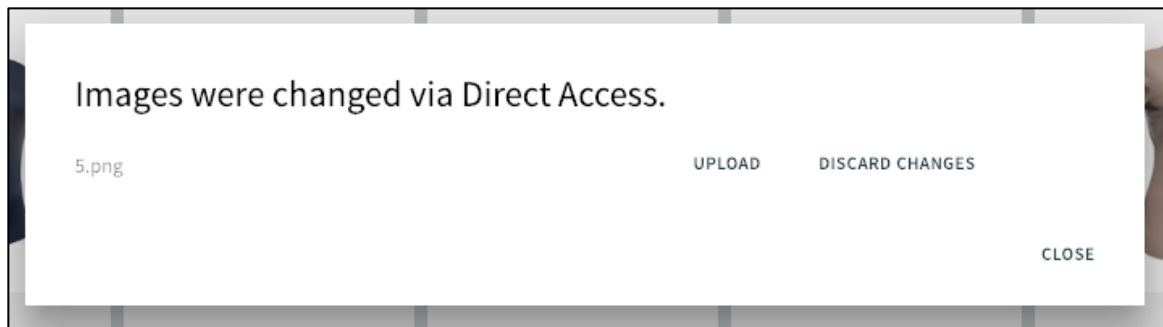 Images were changed via Direct Access.
5.png UPLOAD DISCARD CHANGES
CLOSE